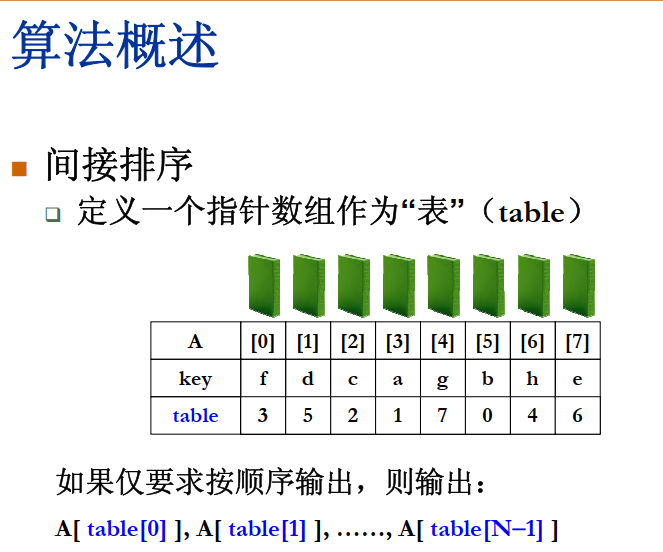 算法概述
间接排序
定义一个指针数组作为“表”（table）
A [0] [1] [2] [3] [4] [5] [6] [7]
key f d c a g b h e
table 3 5 2 1 7 0 4 6
如果仅要求按顺序输出，则输出：
A[ table[0] ], A[ table[1] ], ……, A[ table[N–1] ]